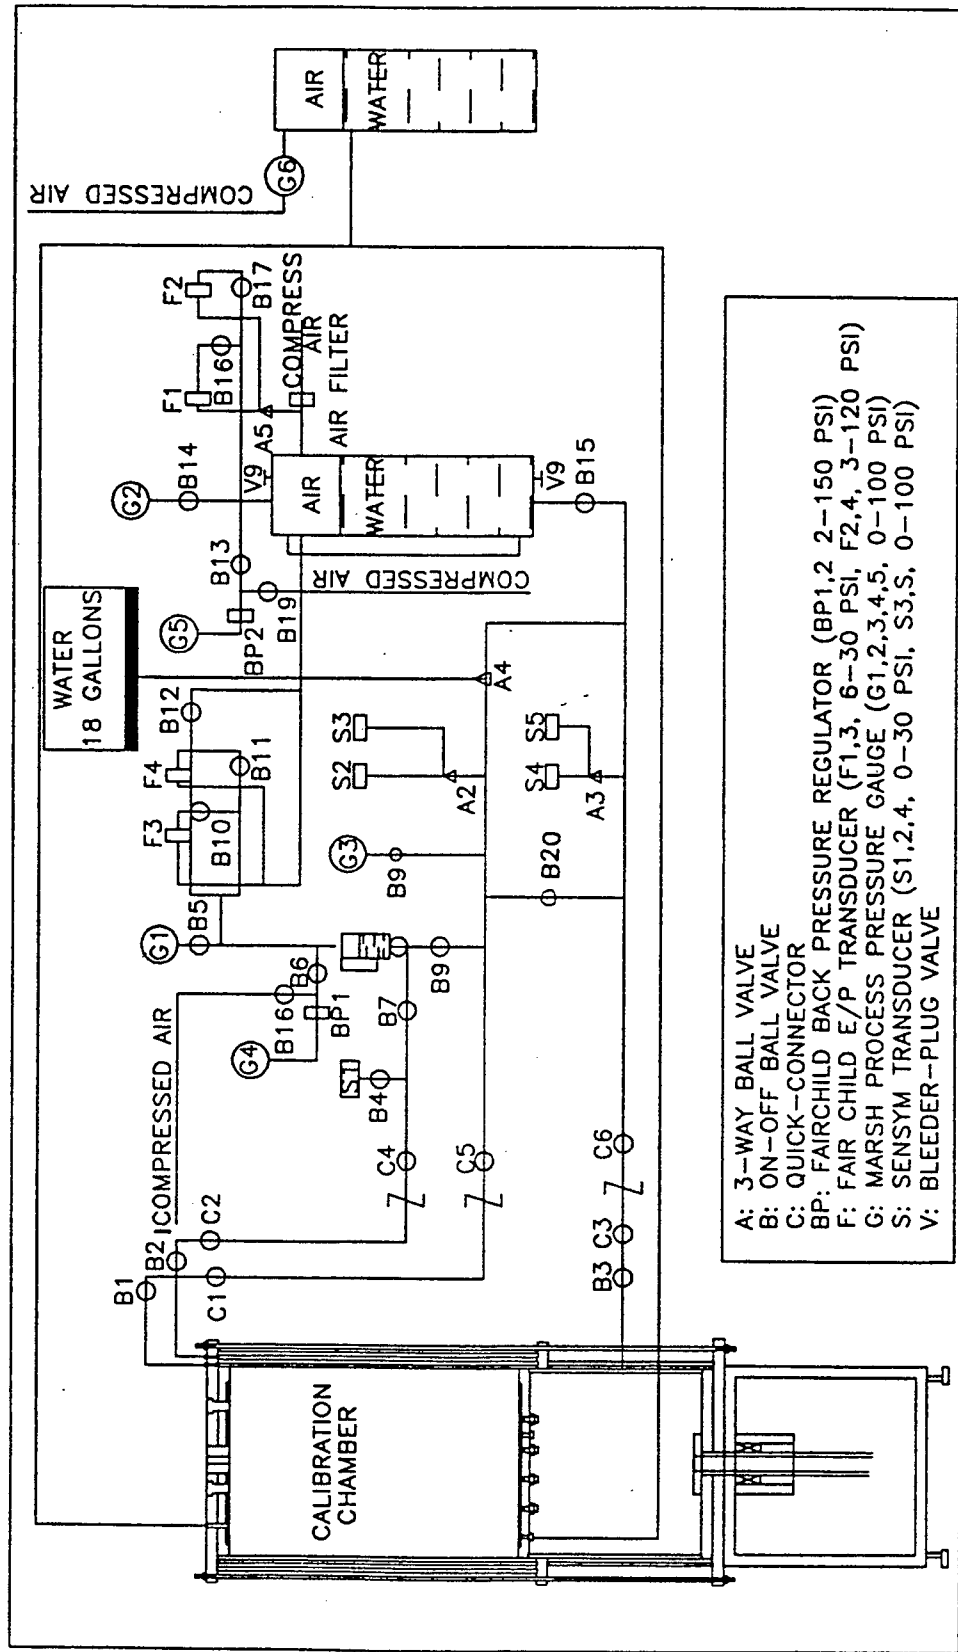 COMPRESSED AIR
G6
AIR
WATER
F2
B17
F1
B16
COMPRESS
AIR
AIR FILTER
A5
G2
B14
V9
AIR
WATER
V9
B15
B13
G5
BP2
B19
COMPRESSED AIR
WATER
18 GALLONS
B12
F4
B11
F3
B10
A4
S3
S2
A2
S5
S4
A3
G1
B5
G3
B9
B20
B6
B16
BP1
G4
B9
B7
S1
B4
ICOMPRESSED AIR
C4
C5
C6
B2
C2
B1
C1
C3
B3
CALIBRATION
CHAMBER
A: 3-WAY BALL VALVE
B: ON-OFF BALL VALVE
C: QUICK-CONNECTOR
BP: FAIRCHILD BACK PRESSURE REGULATOR (BP1,2 2-150 PSI)
F: FAIR CHILD E/P TRANSDUCER (F1,3, 6-30 PSI, F2,4, 3-120 PSI)
G: MARSH PROCESS PRESSURE GAUGE (G1,2,3,4,5, 0-100 PSI)
S: SENSYM TRANSDUCER (S1,2,4, 0-30 PSI, S3,S, 0-100 PSI)
V: BLEEDER-PLUG VALVE